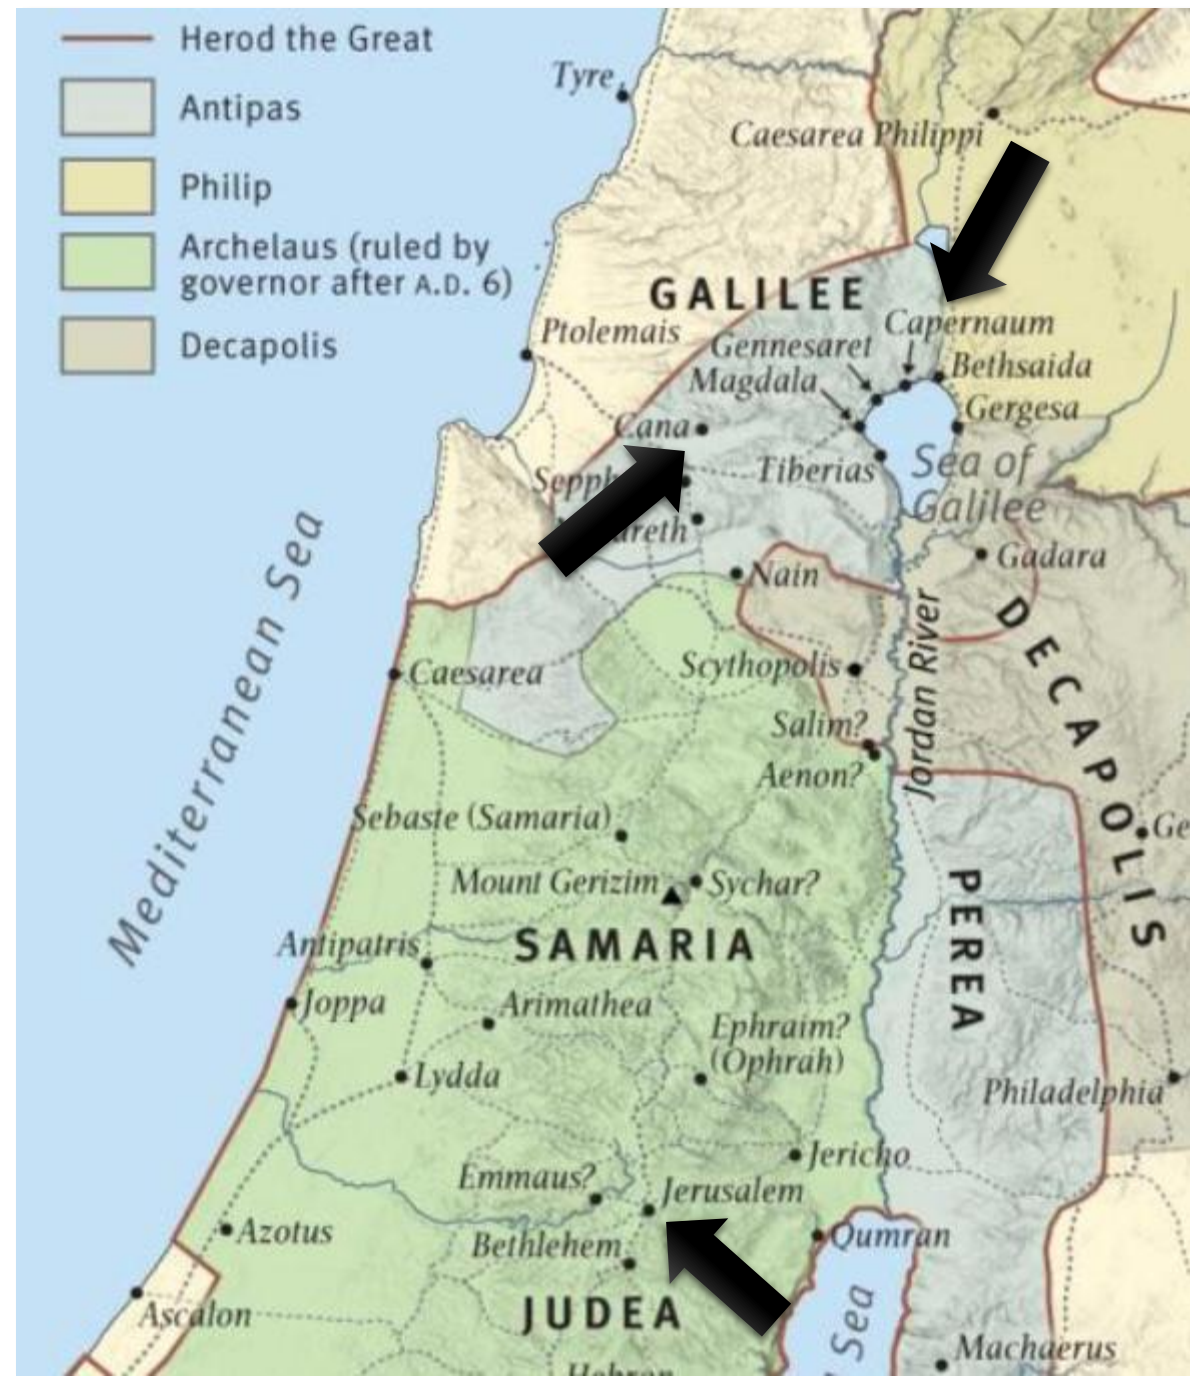 Herod the Great
Antipas
Philip
Archelaus (ruled by
governor after A.D. 6)
Decapolis
Tyre
Caesarea Philippi
GALILEE
Ptolemais
Capernaum
Gennesaret
Magdala
Bethsaida
Gergesa
Cana
Tiberias
Sea of
Galilee
Gadara
Nain
Mediterranean Sea
Jordan River
DECAPOLIS
Caesarea
Scythopolis
Salim?
Aenon?
Sebaste (Samaria)
Mount Gerizim
Sychar?
Ge
PEREA
SAMARIA
Antipatris
Joppa
Arimathea
Ephraim?
(Ophrah)
Lydda
Philadelphia
Jericho
Emmaus?
Jerusalem
Azotus
Bethlehem
Qumran
Ascalon
JUDEA
Sea
Machaerus
Hebron